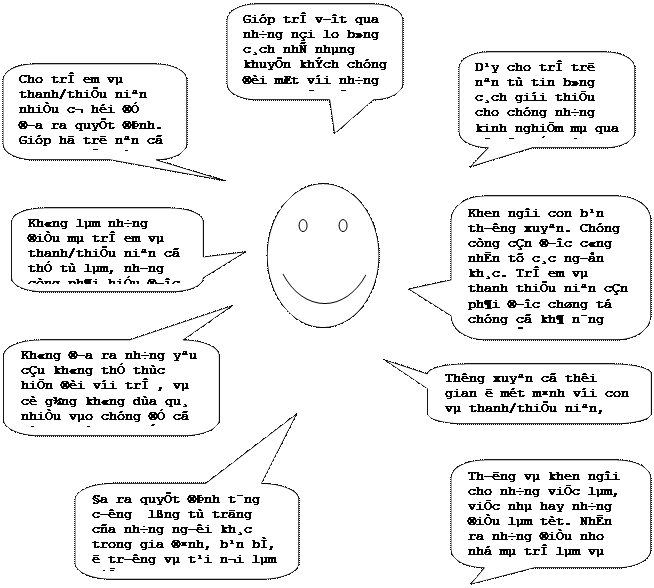 Gióp trÎ v­ît qua
nh÷ng nçi lo b»ng
c¸ch nhÑ nhµng
khuyÕn khÝch chóng
®èi mÆt víi nh÷ng
Cho trÎ em vµ
thanh/thiÕu niªn
nhiÒu c¬ héi ®Ó
®­a ra quyÕt ®Þnh.
Gióp hä trë nªn cã
D¹y cho trÎ trë
nªn tù tin b»ng
c¸ch giíi thiÖu
cho chóng nh÷ng
kinh nghiÖm mµ qua
Kh«ng lµm nh÷ng
®iÒu mµ trÎ em vµ
thanh/thiÕu niªn cã
thÓ tù lµm, nh­ng
còng ph¶i hiÓu ®­îc
Khen ngîi con b¹n
th­êng xuyªn. Chóng
còng cÇn ®­îc c«ng
nhËn tõ c¸c ng­ån
kh¸c. TrÎ em vµ
thanh thiÕu niªn cÇn
ph¶i ®­îc chøng tá
chóng cã kh¶ n¨ng
Kh«ng ®­a ra nh÷ng yªu
cÇu kh«ng thÓ thùc
hiÖn ®èi víi trÎ , vµ
cè g¾ng kh«ng dùa qu¸
nhiÒu vµo chóng ®Ó cã
Th­êng xuyªn cã thêi
gian ë mét m×nh víi con
vµ thanh/thiÕu niªn,
§­a ra quyÕt ®Þnh t¨ng
c­êng lßng tù träng
cña nh÷ng ng­êi kh¸c
trong gia ®×nh, b¹n bÌ,
ë tr­êng vµ t¹i n¬i lµm
Th­ëng vµ khen ngîi
cho nh÷ng viÖc lµm,
viÖc nhµ hay nh÷ng
®iÒu lµm tèt. NhËn
ra nh÷ng ®iÒu nho
nhá mµ trÎ lµm vµ